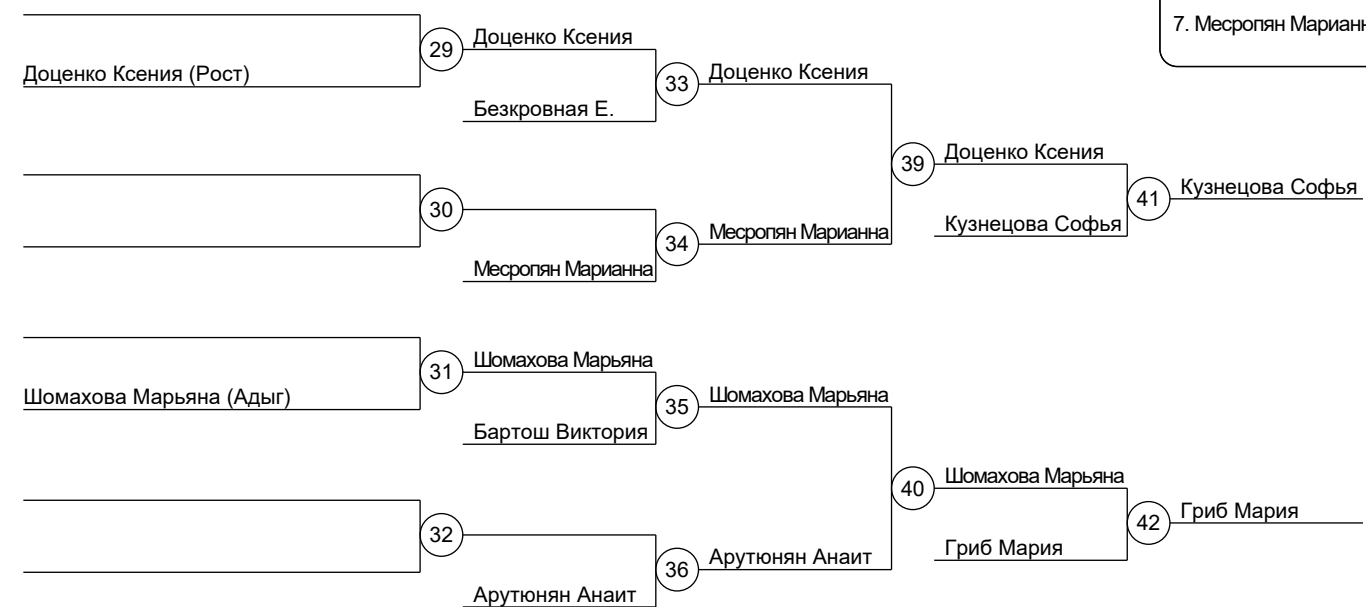 7. Месропян Марианн
29
Доценко Ксения
Доценко Ксения (Рост)
33
Доценко Ксения
Безкровная Е.
39
Доценко Ксения
30
41
Кузнецова Софья
34
Месропян Марианна
Кузнецова Софья
Месропян Марианна
31
Шомахова Марьяна
Шомахова Марьяна (Адыг)
35
Шомахова Марьяна
Бартош Виктория
40
Шомахова Марьяна
32
42
Гриб Мария
36
Арутюнян Анаит
Гриб Мария
Арутюнян Анаит